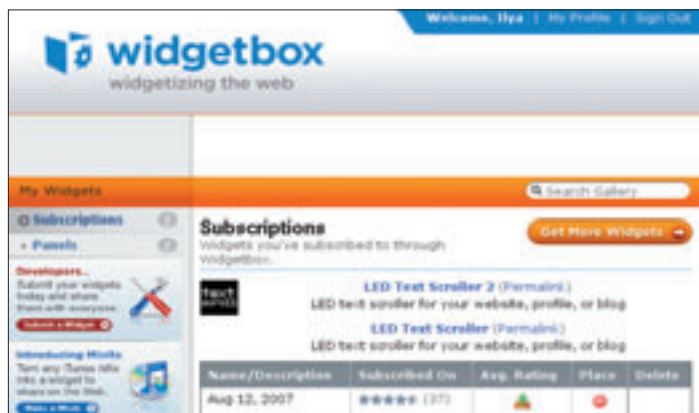 Welcome, Ilya | My Profile | Sign Out
widgetbox
widgetizing the web
My Widgets
Search Gallery
Subscriptions
Panels
Developers...
Submit your widgets
today and share
them with everyone.
Submit a Widget
Introducing Minits
Turn any iTunes Mix
into a widget to
share on the Web.
Make a Minit
Subscriptions
Get More Widgets
Widgets you've subscribed to through
Widgetbox.
text
LED Text Scroller 2 (Permalink)
LED text scroller for your website, profile, or blog
LED Text Scroller (Permalink)
LED text scroller for your website, profile, or blog
Name/Description Subscribed On Avg. Rating Place Delete
Aug 12, 2007 (37)